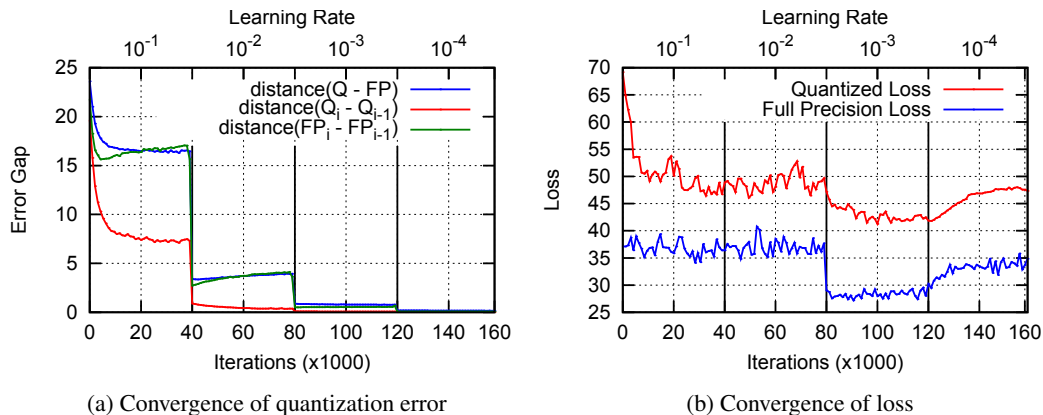 Learning Rate
10-1 10-2 10-3 10-4
25
20
15
10
5
0
Error Gap
distance(Q - FP)
distance(Qi - Qi-1)
distance(FPi - FPi-1)
0 20 40 60 80 100 120 140 160
Iterations (x1000)
(a) Convergence of quantization error
Learning Rate
10-1 10-2 10-3 10-4
70
65
60
55
50
45
40
35
30
25
Loss
Quantized Loss
Full Precision Loss
0 20 40 60 80 100 120 140 160
Iterations (x1000)
(b) Convergence of loss